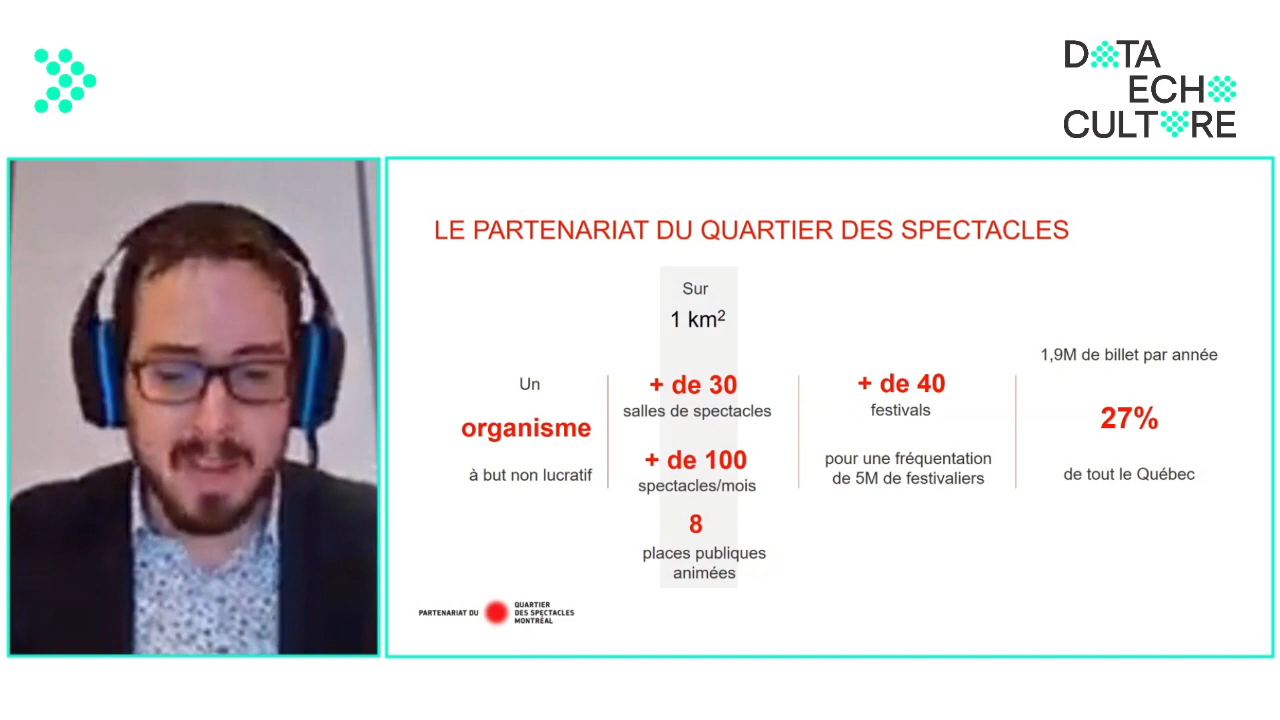 DATA
ECHO
CULTURE
LE PARTENARIAT DU QUARTIER DES SPECTACLES
Un
organisme
à but non lucratif
Sur
1 km²
+ de 30
salles de spectacles
+ de 100
spectacles/mois
8
places publiques
animées
+ de 40
festivals
pour une fréquentation
de 5M de festivaliers
1,9M de billet par année
27%
de tout le Québec
PARTENARIAT DU
QUARTIER
DES SPECTACLES
MONTRÉAL